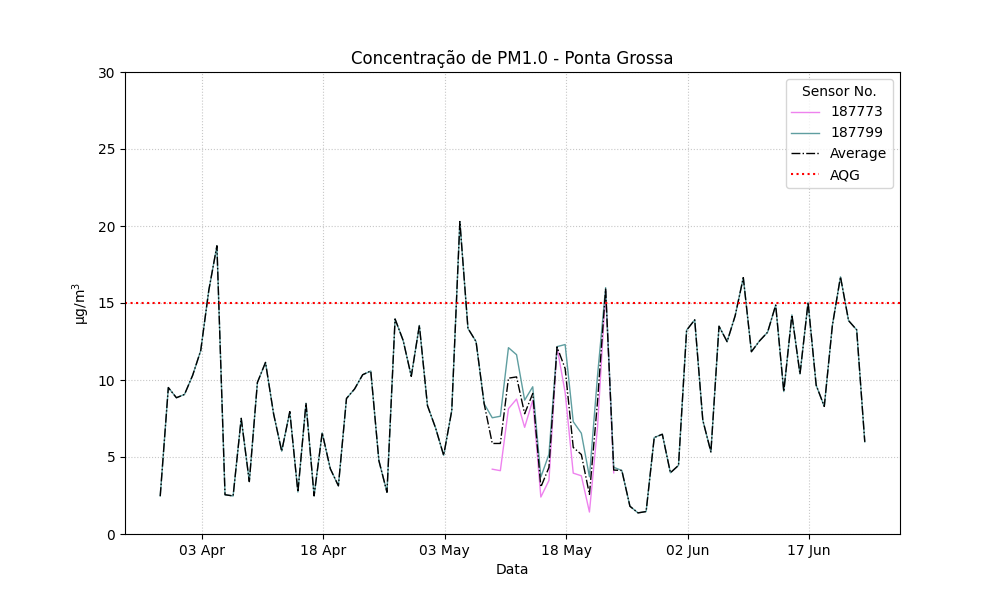 Concentração de PM1.0 - Ponta Grossa
30
25
20
15
10
5
0
µg/m³
Sensor No.
187773
187799
Average
AQG
03 Apr
18 Apr
03 May
18 May
02 Jun
17 Jun
Data